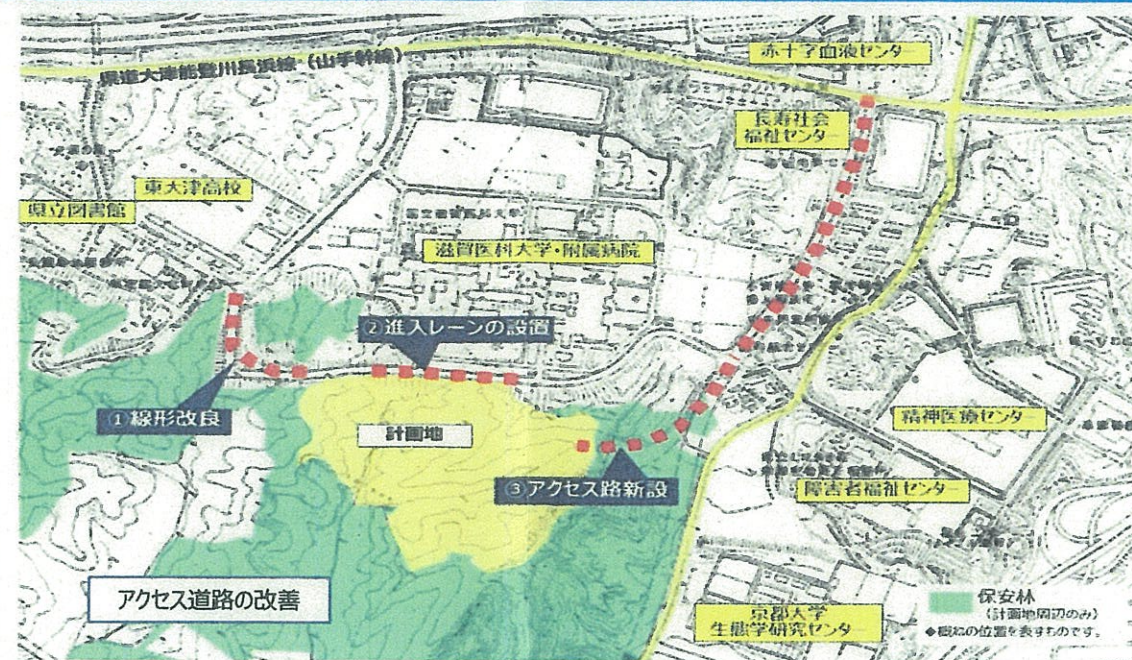 赤十字血液センター
県道大津能登川長浜線（山手幹線）
長寿社会
福祉センター
東大津高校
県立図書館
滋賀医科大学・附属病院
②進入レーンの設置
①線形改良
計画地
精神医療センター
③アクセス路新設
障害者福祉センター
アクセス道路の改善
京都大学
生態学研究センター
保安林
（計画地周辺のみ）
◆概ねの位置を表すものです。